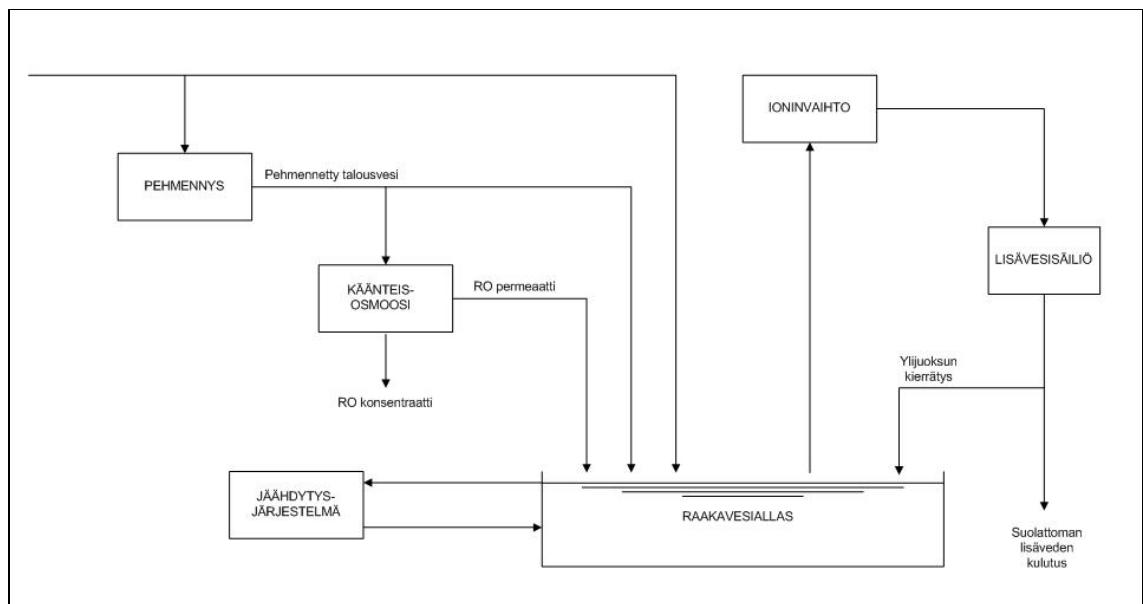 IONINVAIHTO
PEHMENNYS
Pehmennetty talousvesi
LISÄVESISÄILIÖ
KÄÄNTEIS-
OSMOOSI
RO permeaatti
RO konsentraatti
Ylijuoksun
kierrätys
JÄÄHDYTYS-
JÄRJESTELMÄ
RAAKAVESIALLAS
Suolattoman
lisäveden
kulutus